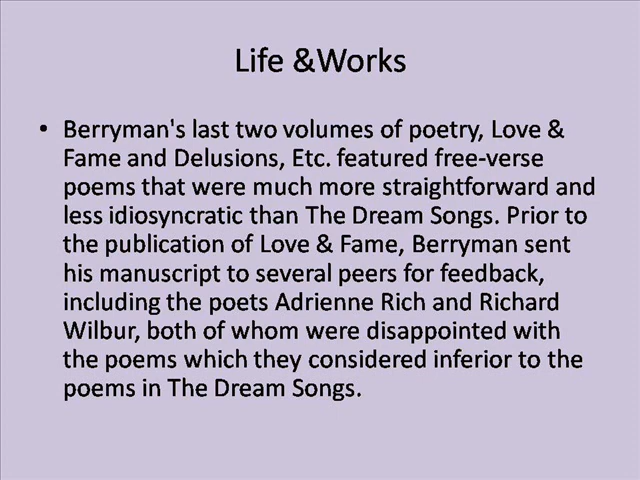 Life &Works
• Berryman's last two volumes of poetry, Love &
Fame and Delusions, Etc. featured free-verse
poems that were much more straightforward and
less idiosyncratic than The Dream Songs. Prior to
the publication of Love & Fame, Berryman sent
his manuscript to several peers for feedback,
including the poets Adrienne Rich and Richard
Wilbur, both of whom were disappointed with
the poems which they considered inferior to the
poems in The Dream Songs.